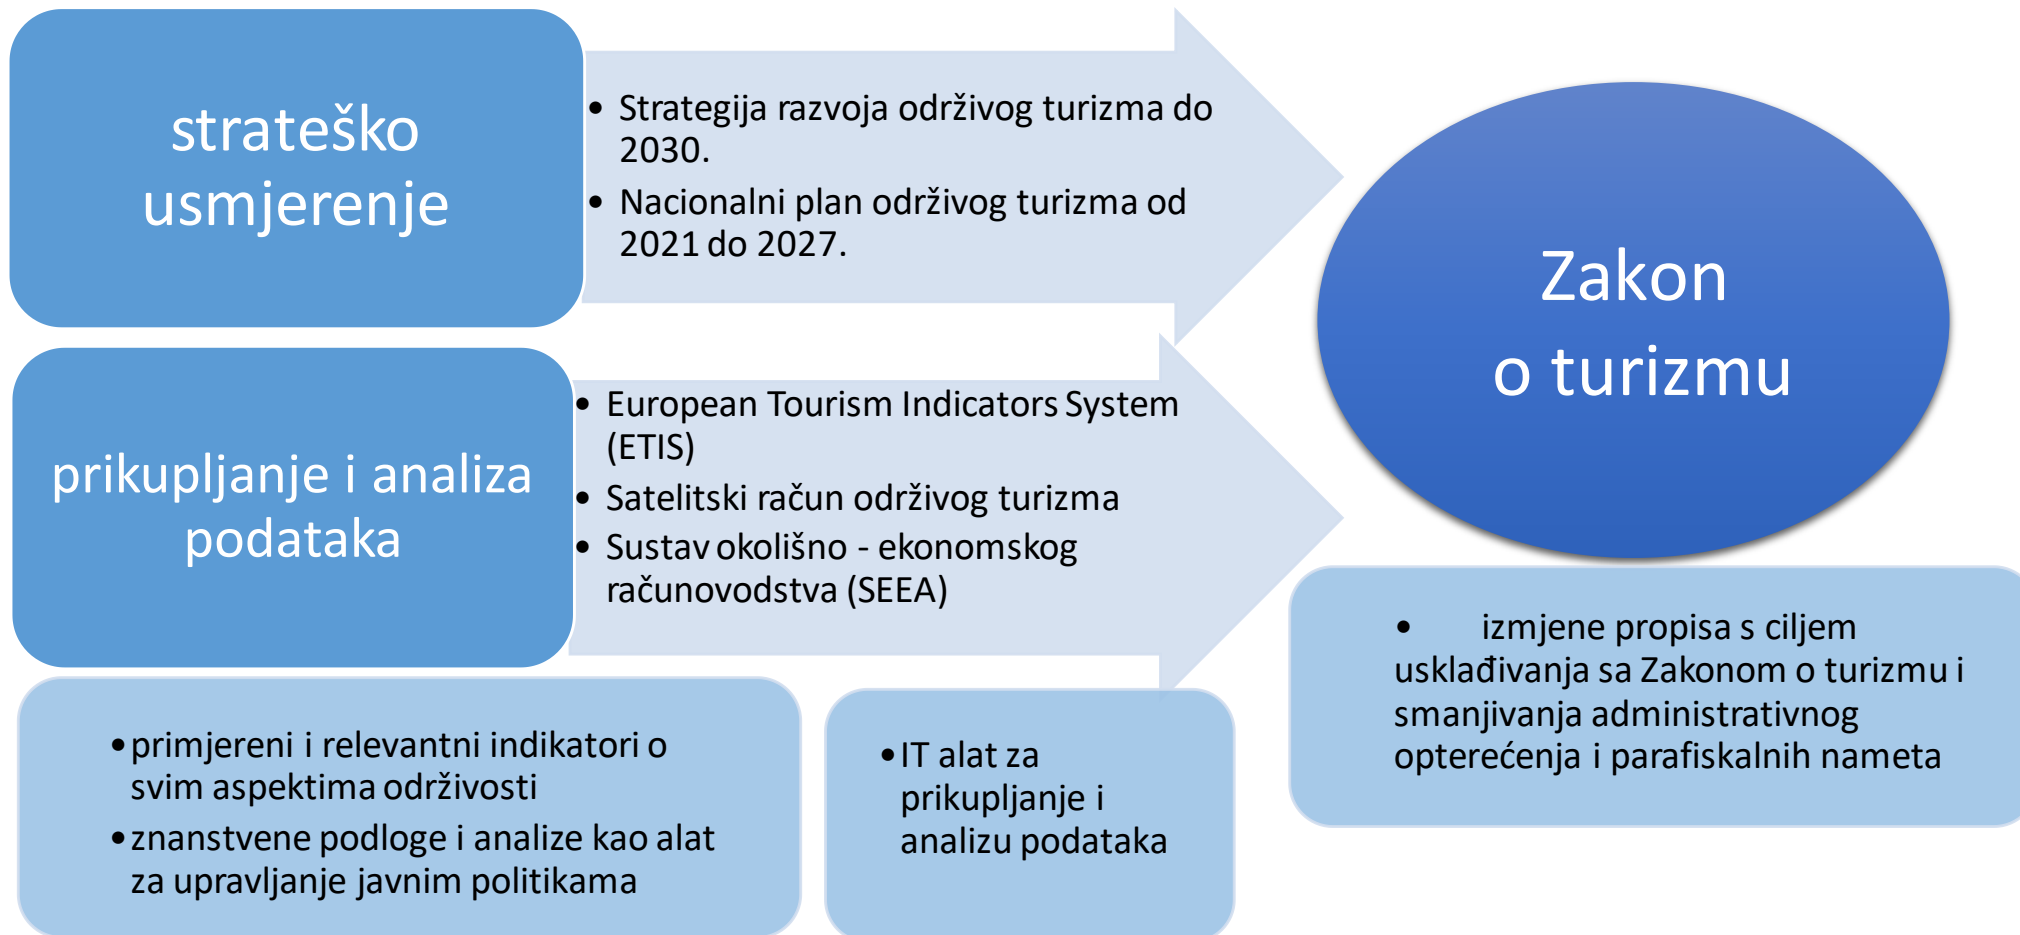 strateško
usmjerenje
• Strategija razvoja održivog turizma do
2030.
• Nacionalni plan održivog turizma od
2021 do 2027.
prikupljanje i analiza
podataka
• European Tourism Indicators System
(ETIS)
• Satelitski račun održivog turizma
• Sustav okolišno - ekonomskog
računovodstva (SEEA)
Zakon
o turizmu
• izmjene propisa s ciljem
usklađivanja sa Zakonom o turizmu i
smanjivanja administrativnog
opterećenja i parafiskalnih nameta
•primjereni i relevantni indikatori o
svim aspektima održivosti
•znanstvene podloge i analize kao alat
za upravljanje javnim politikama
•IT alat za
prikupljanje i
analizu podataka